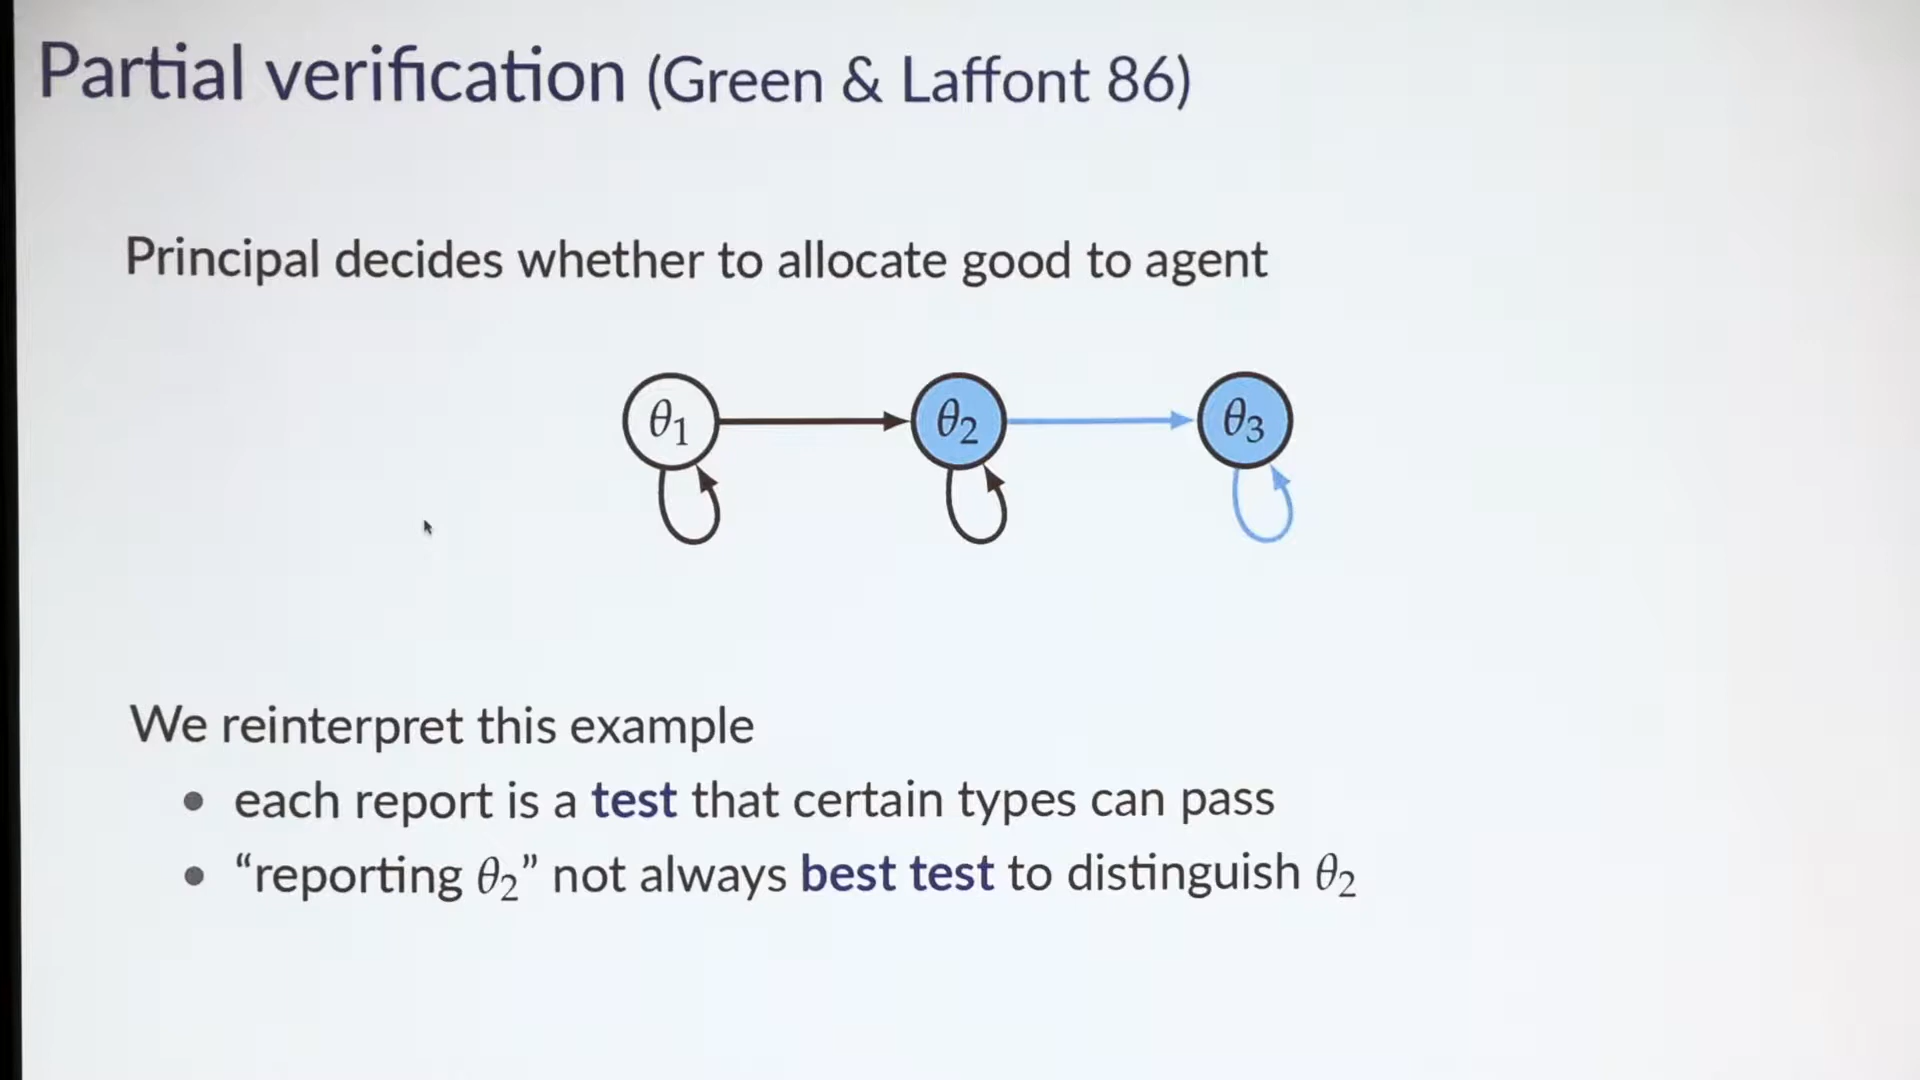 Partial verification (Green & Laffont 86)
Principal decides whether to allocate good to agent
θ₁ θ₂ θ₃
We reinterpret this example
• each report is a test that certain types can pass
• “reporting θ₂” not always best test to distinguish θ₂